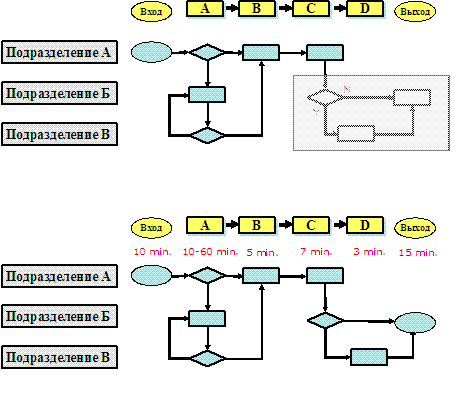 Вход A B C D Выход
Подразделение А
Подразделение Б
N
Y
Подразделение В
Вход A B C D Выход
10 min. 10-60 min. 5 min. 7 min. 3 min. 15 min.
Подразделение А
Подразделение Б
Подразделение В